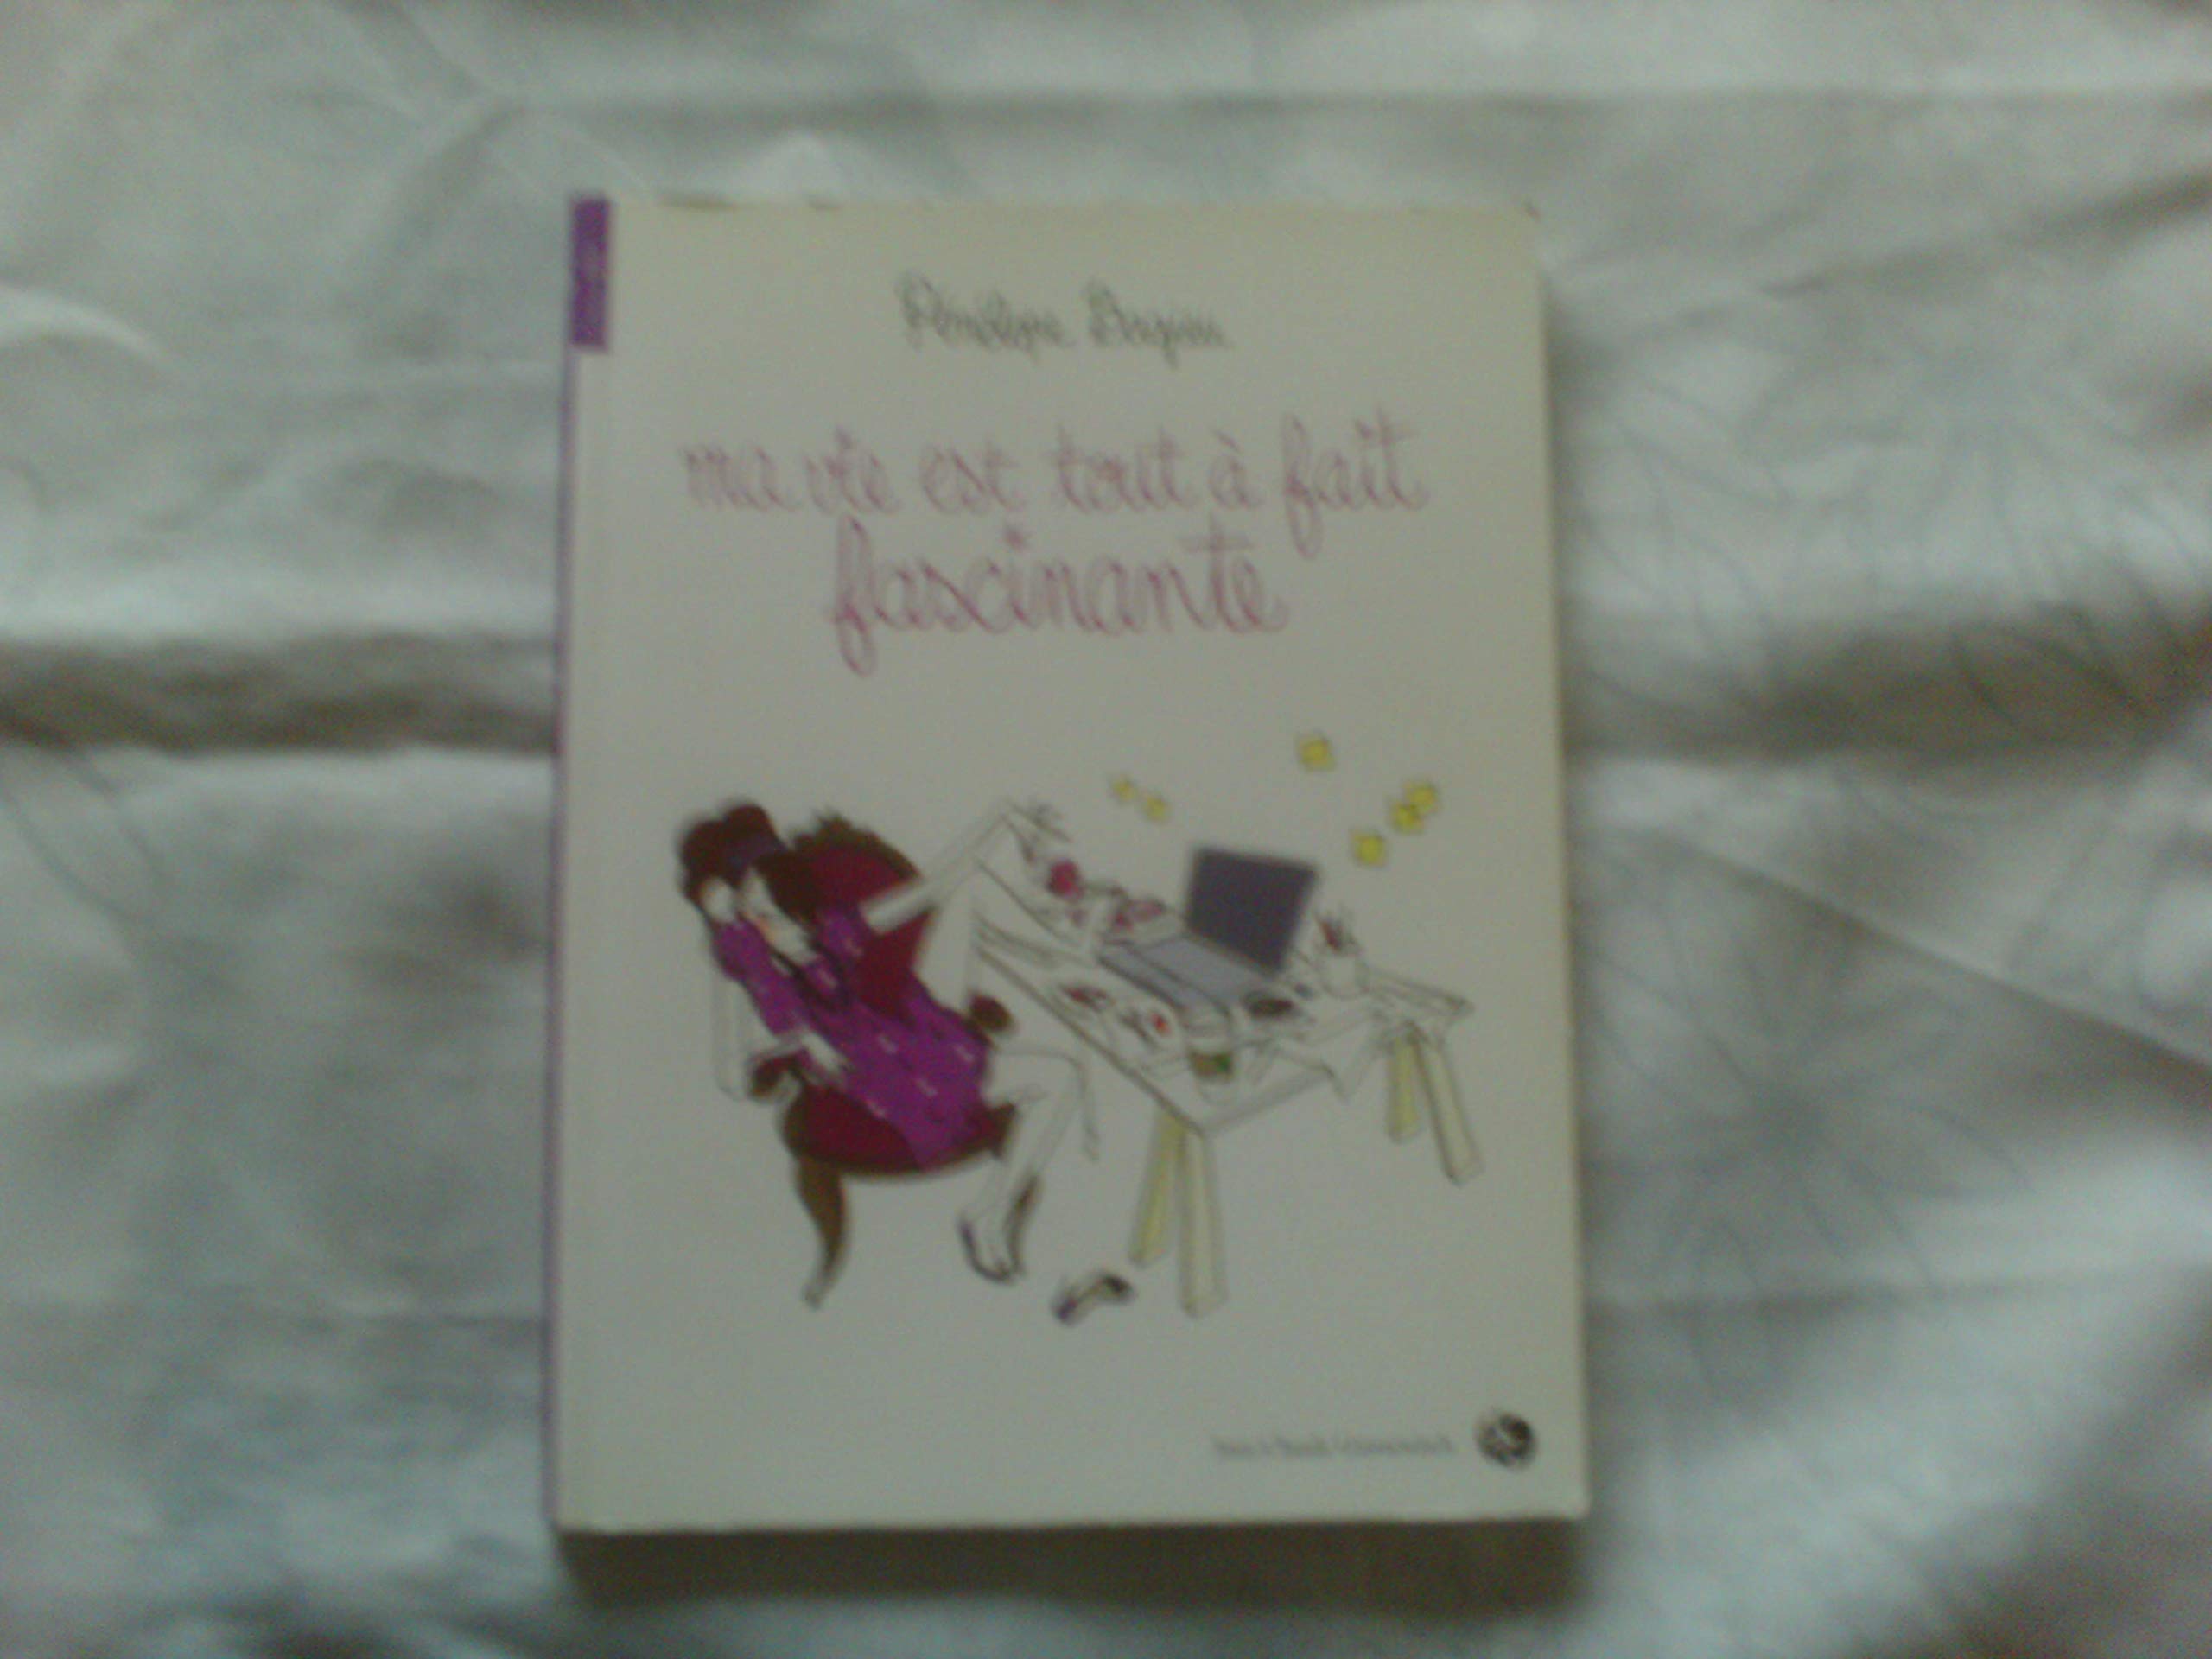 Pénélope Bagieu
ma vie est tout à fait
fascinante